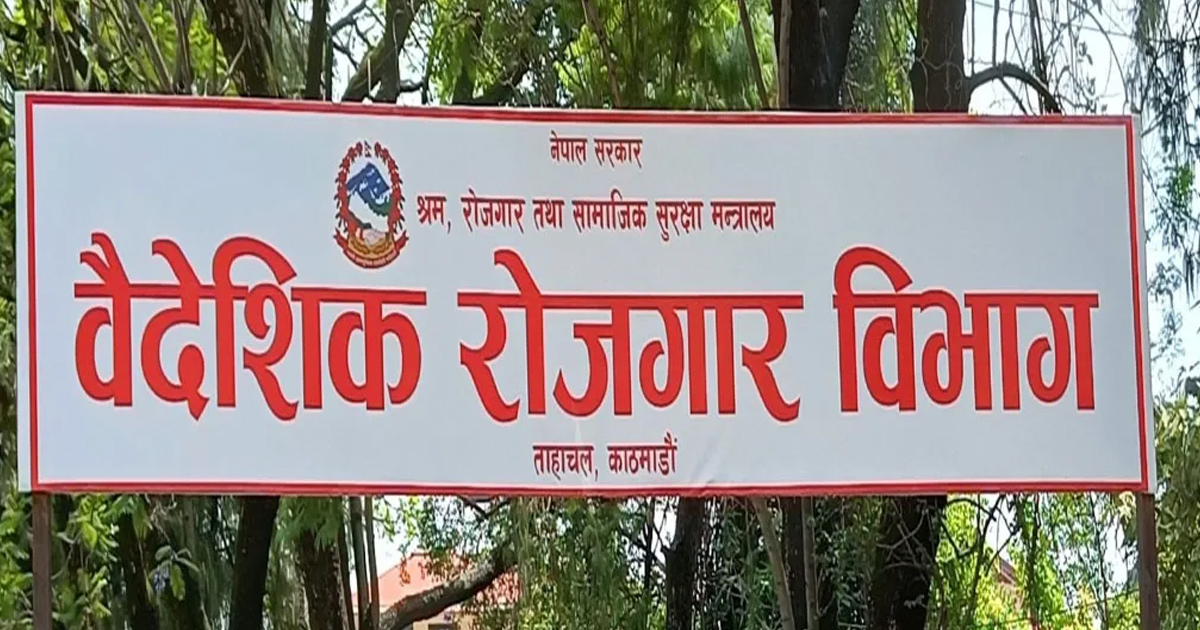 नेपाल सरकार
श्रम, रोजगार तथा सामाजिक सुरक्षा मन्त्रालय
वैदेशिक रोजगार विभाग
ताहाचल, काठमाडौं